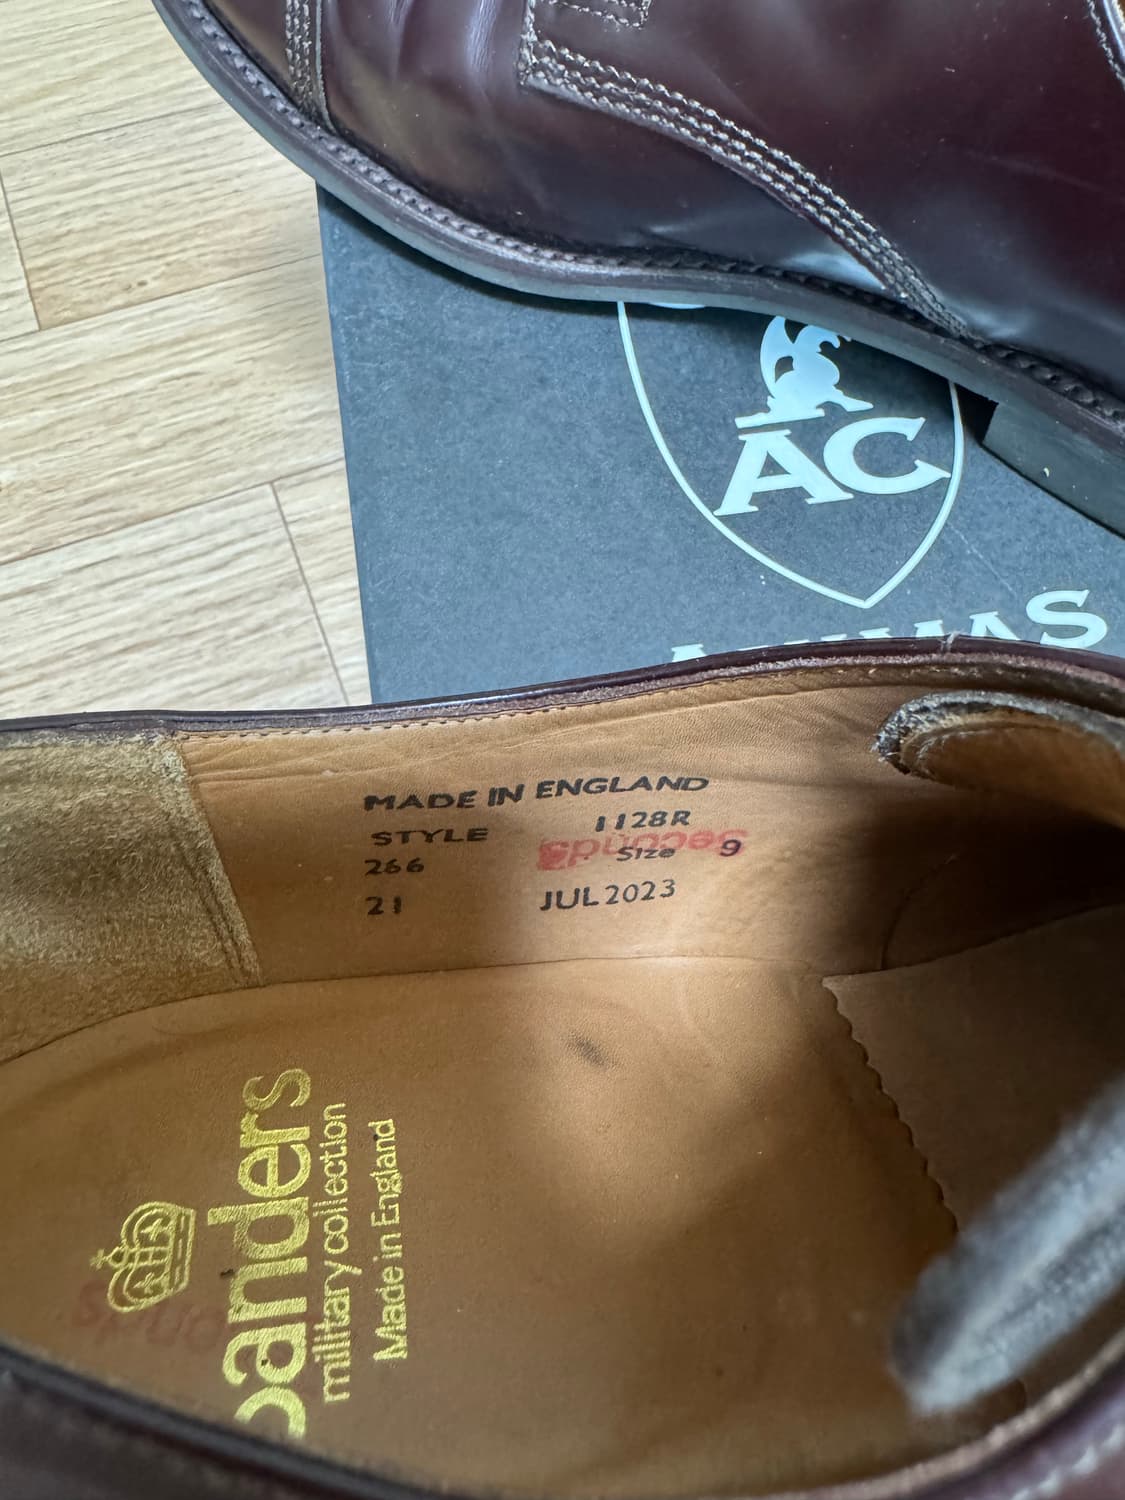 AC
MADE IN ENGLAND
STYLE 1128R
Seconds
266 Size 9
21 JUL 2023
sanders
military collection
Made in England